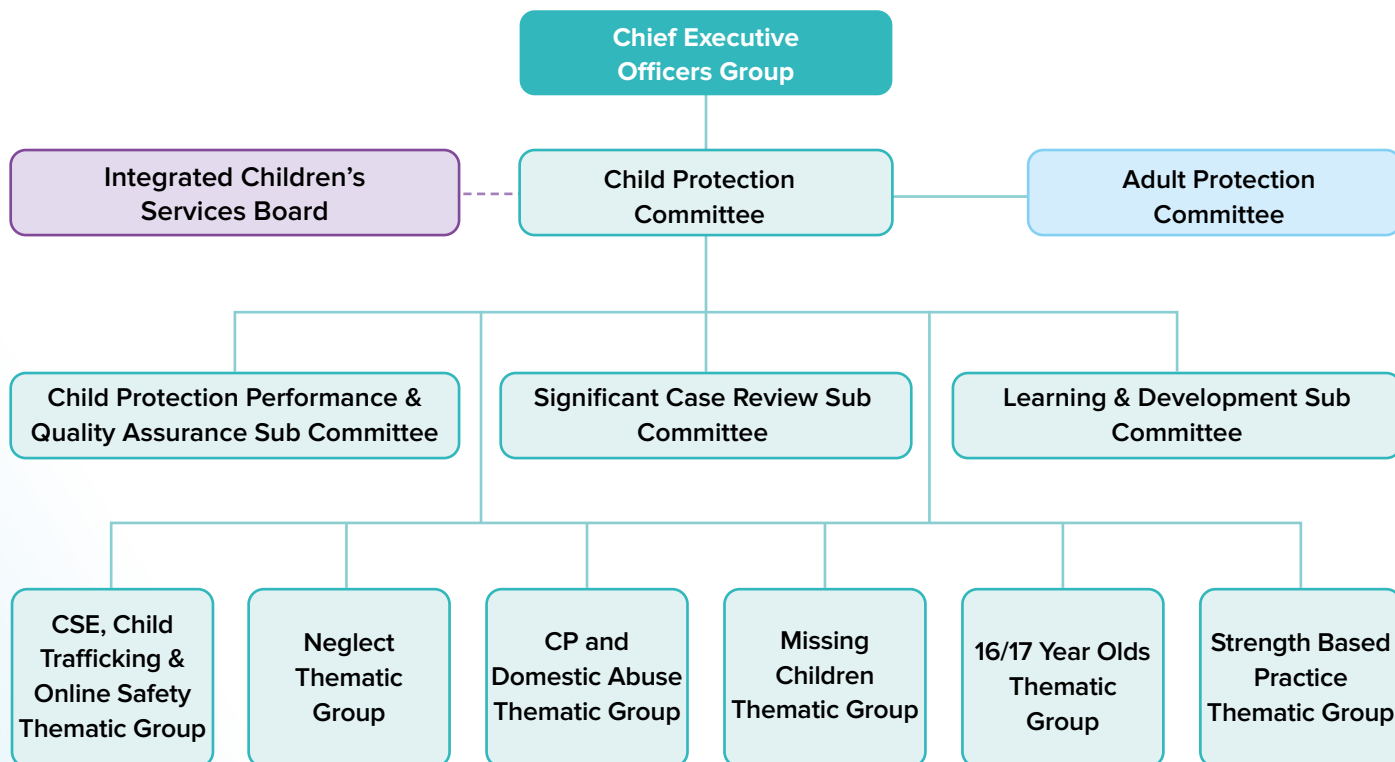 Chief Executive
Officers Group
Integrated Children’s
Services Board
Child Protection
Committee
Adult Protection
Committee
Child Protection Performance &
Quality Assurance Sub Committee
Significant Case Review Sub
Committee
Learning & Development Sub
Committee
CSE, Child
Trafficking &
Online Safety
Thematic Group
Neglect
Thematic
Group
CP and
Domestic Abuse
Thematic Group
Missing
Children
Thematic Group
16/17 Year Olds
Thematic
Group
Strength Based
Practice
Thematic Group